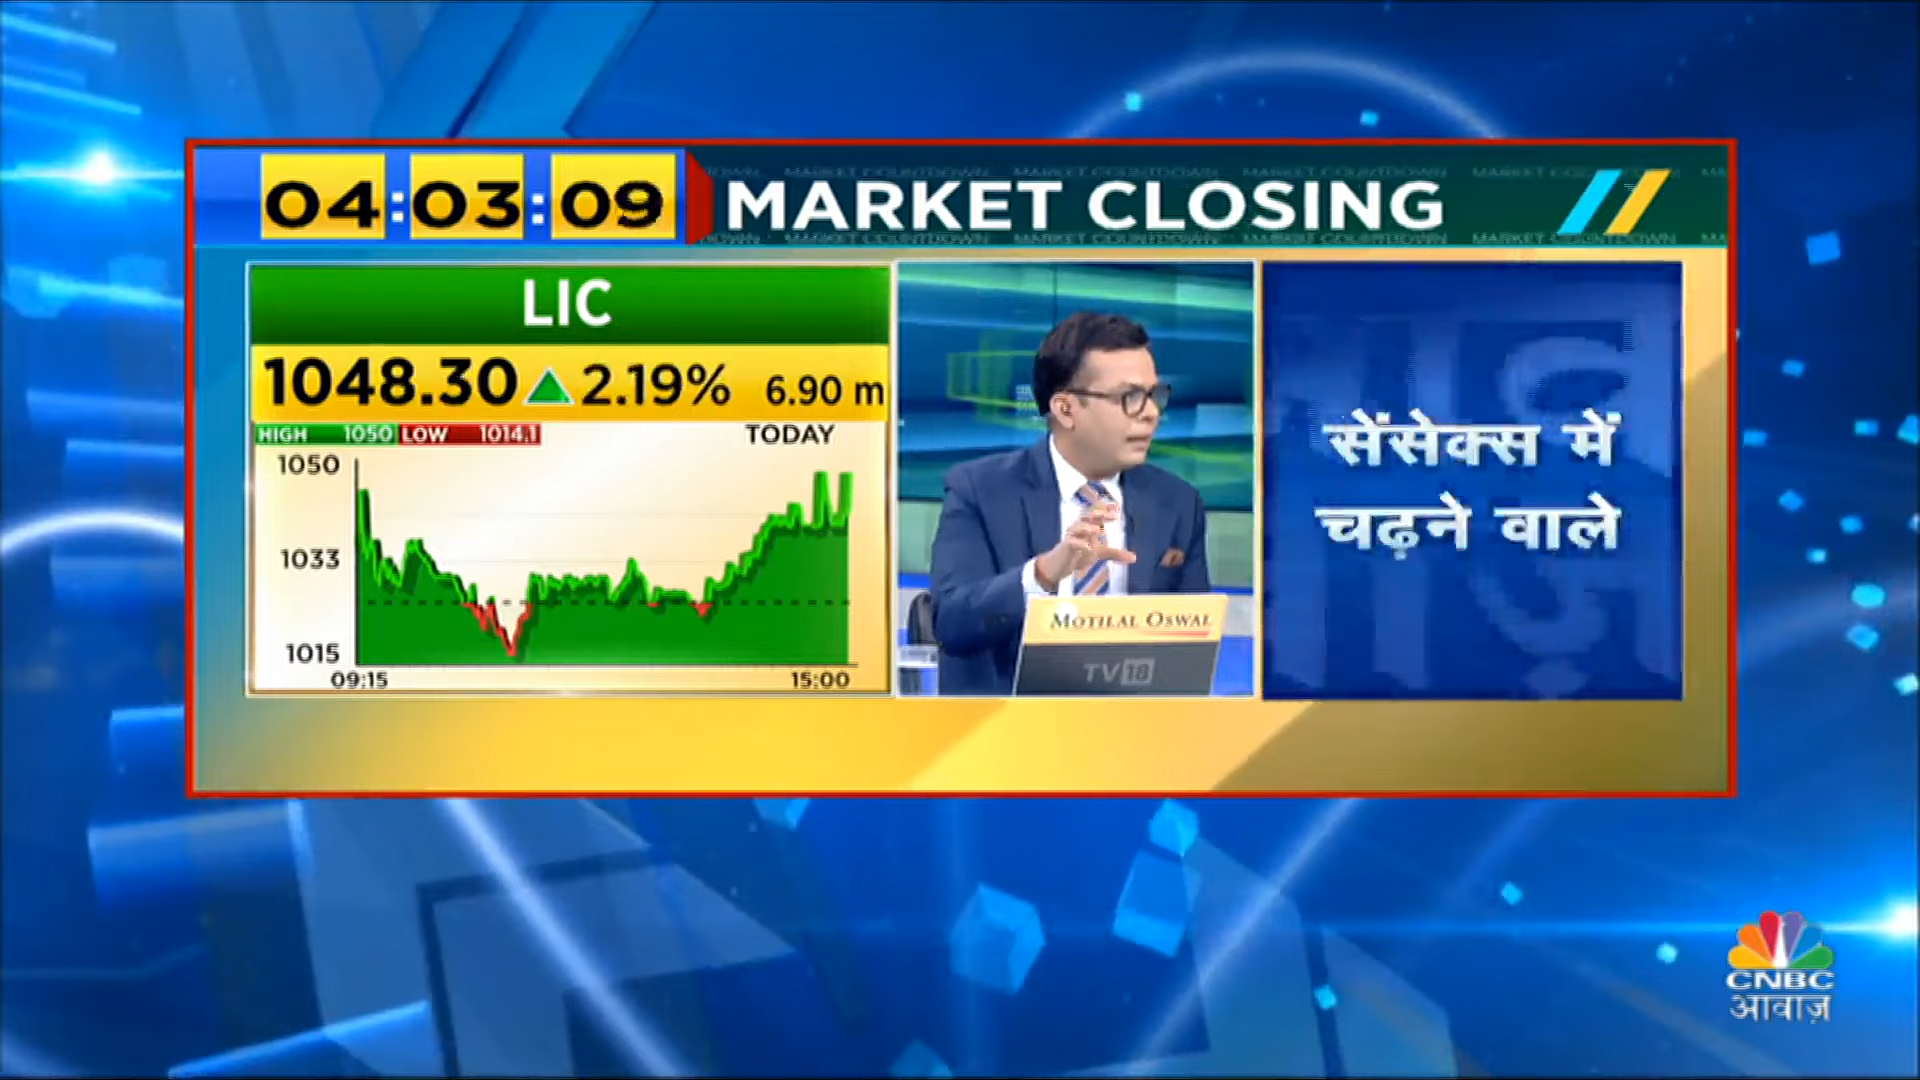 04:03:09 MARKET CLOSING
LIC
1048.30 2.19% 6.90 m
HIGH 1050 LOW 1014.1 TODAY
1050
1033
1015
09:15 15:00
MOTILAL OSWAL
TV18
सेंसेक्स में
चढ़ने वाले
CNBC
आवाज़